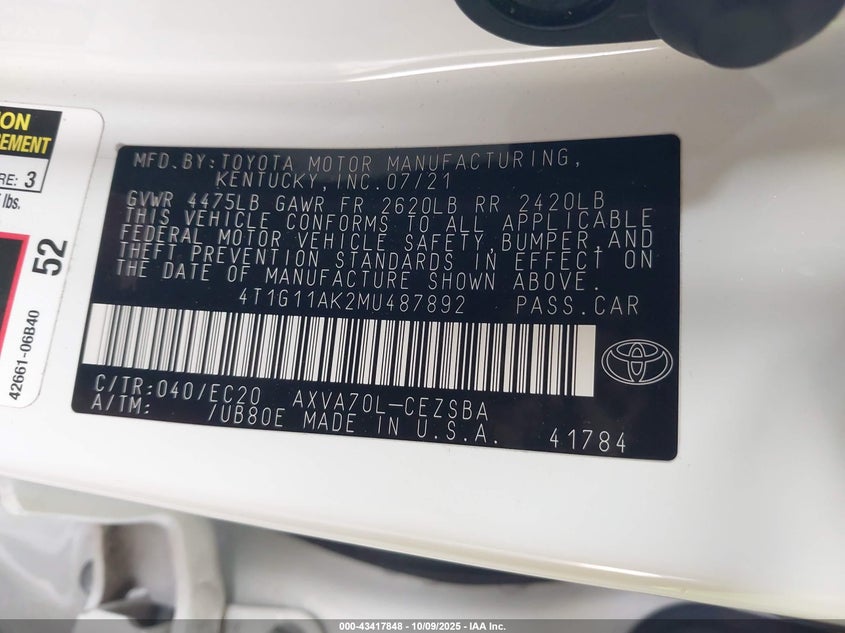 ION
CEMENT
RE: 3
lbs.
52
42661-06B40
MFD.BY:TOYOTA MOTOR MANUFACTURING,
KENTUCKY,INC.07/21
GVWR 4475LB GAWR FR 2620LB RR 2420LB
THIS VEHICLE CONFORMS TO ALL APPLICABLE
FEDERAL MOTOR VEHICLE SAFETY,BUMPER,AND
THEFT PREVENTION STANDARDS IN EFFECT ON
THE DATE OF MANUFACTURE SHOWN ABOVE.
4T1G11AK2MU487892 PASS.CAR
C/TR:040/EC20 AXVA70L-CEZSBA
A/TM: /UB80E MADE IN U.S.A. 41784
000-43417848 - 10/09/2025 - IAA Inc.